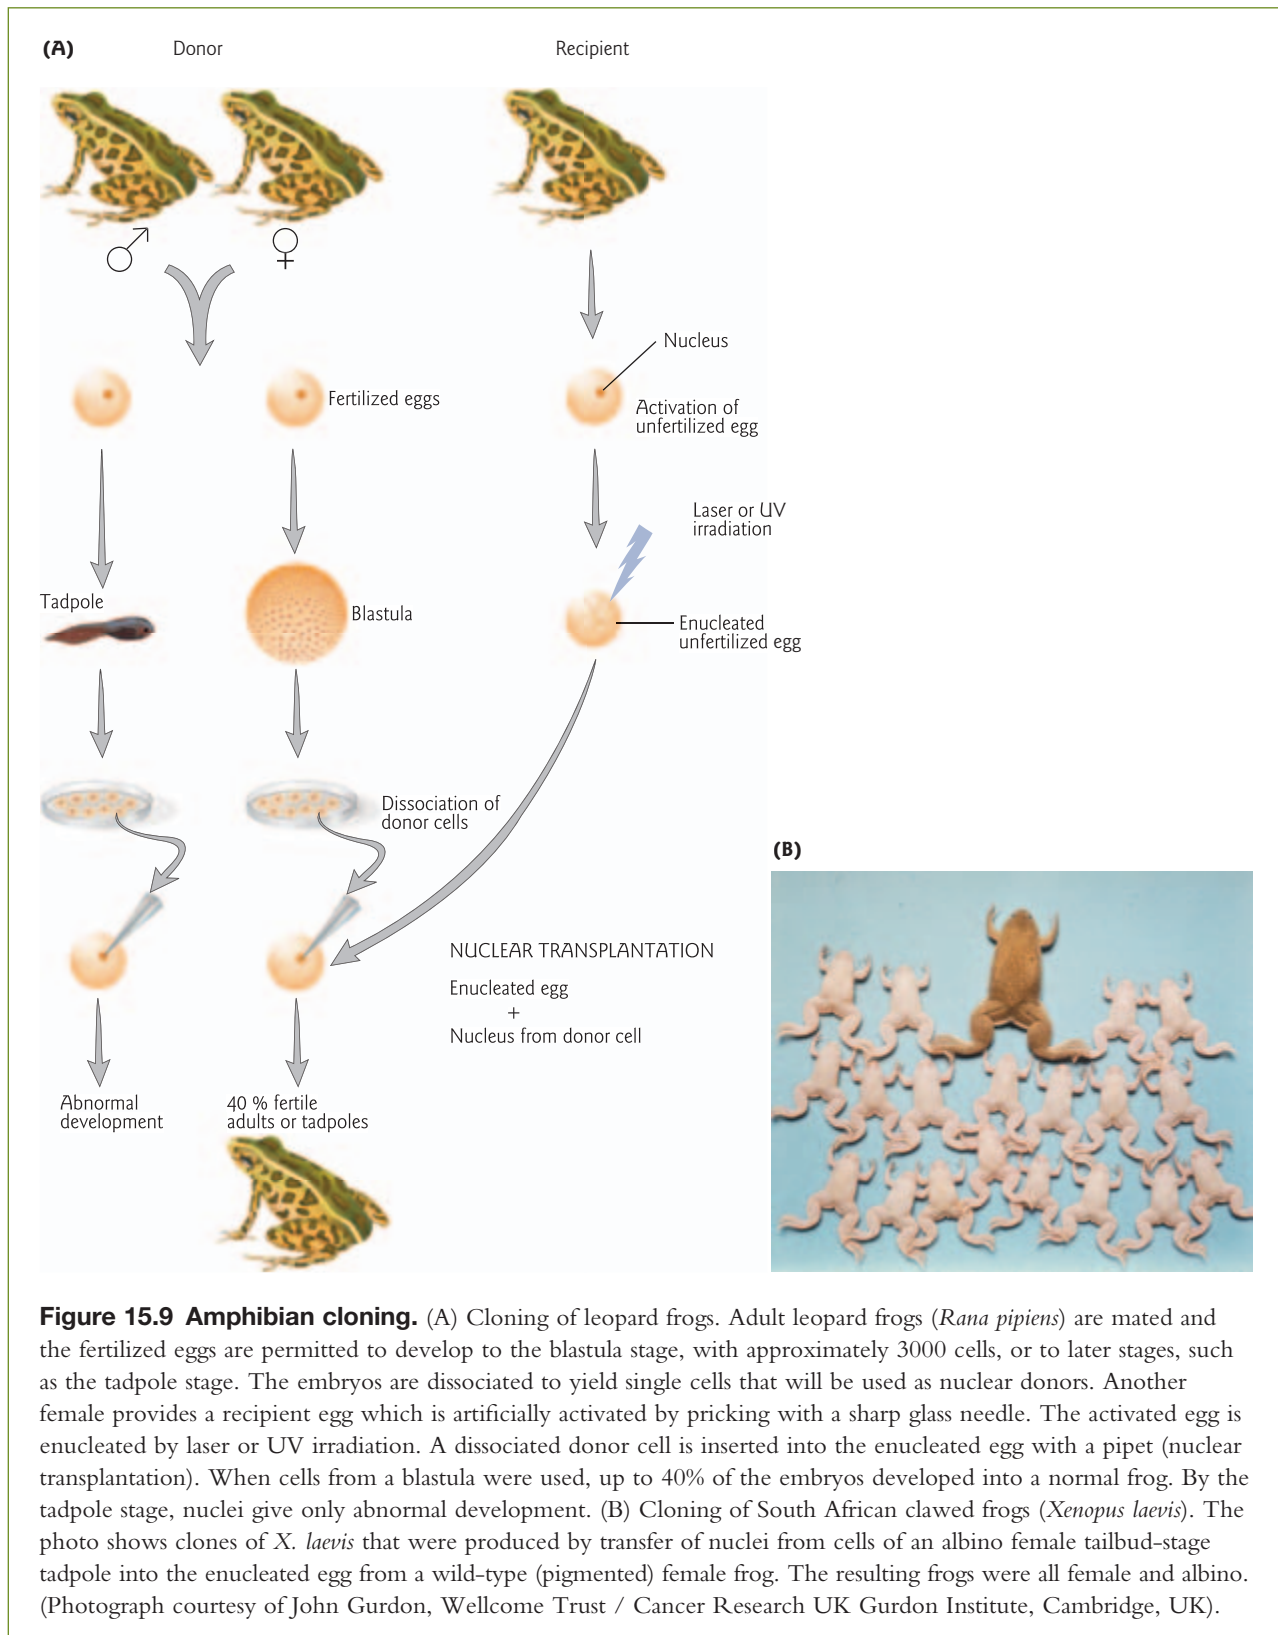 (A)
Donor
Recipient
Nucleus
Fertilized eggs
Activation of
unfertilized egg
Laser or UV
irradiation
Tadpole
Blastula
Enucleated
unfertilized egg
Dissociation of
donor cells
(B)
NUCLEAR TRANSPLANTATION
Enucleated egg
+
Nucleus from donor cell
Abnormal
development
40 % fertile
adults or tadpoles
Figure 15.9 Amphibian cloning. (A) Cloning of leopard frogs. Adult leopard frogs (Rana pipiens) are mated and
the fertilized eggs are permitted to develop to the blastula stage, with approximately 3000 cells, or to later stages, such
as the tadpole stage. The embryos are dissociated to yield single cells that will be used as nuclear donors. Another
female provides a recipient egg which is artificially activated by pricking with a sharp glass needle. The activated egg is
enucleated by laser or UV irradiation. A dissociated donor cell is inserted into the enucleated egg with a pipet (nuclear
transplantation). When cells from a blastula were used, up to 40% of the embryos developed into a normal frog. By the
tadpole stage, nuclei give only abnormal development. (B) Cloning of South African clawed frogs (Xenopus laevis). The
photo shows clones of X. laevis that were produced by transfer of nuclei from cells of an albino female tailbud-stage
tadpole into the enucleated egg from a wild-type (pigmented) female frog. The resulting frogs were all female and albino.
(Photograph courtesy of John Gurdon, Wellcome Trust / Cancer Research UK Gurdon Institute, Cambridge, UK).